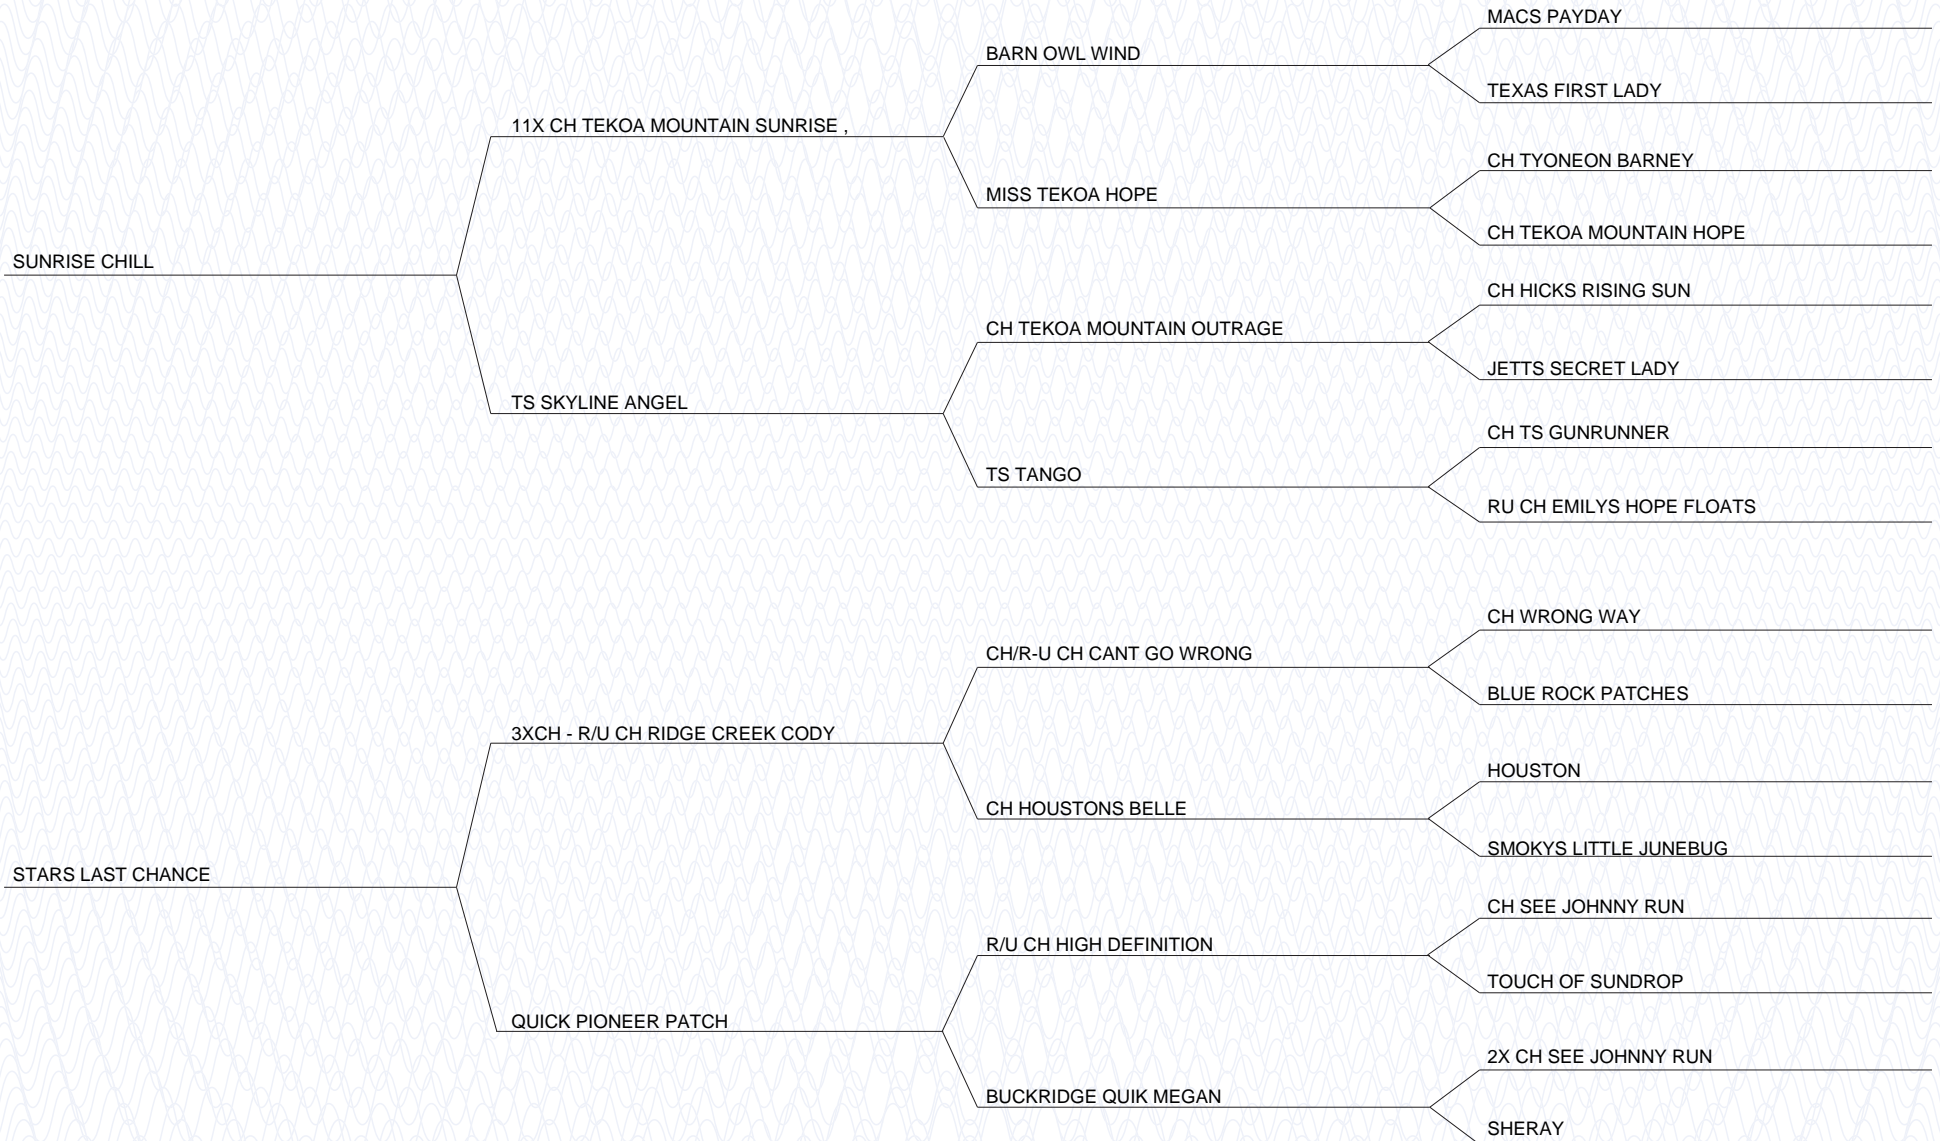 MACS PAYDAY
BARN OWL WIND
TEXAS FIRST LADY
11X CH TEKOA MOUNTAIN SUNRISE ,
CH TYONEON BARNEY
MISS TEKOA HOPE
CH TEKOA MOUNTAIN HOPE
SUNRISE CHILL
CH HICKS RISING SUN
CH TEKOA MOUNTAIN OUTRAGE
JETTS SECRET LADY
TS SKYLINE ANGEL
CH TS GUNRUNNER
TS TANGO
RU CH EMILYS HOPE FLOATS
CH WRONG WAY
CH/R-U CH CANT GO WRONG
BLUE ROCK PATCHES
3XCH - R/U CH RIDGE CREEK CODY
HOUSTON
CH HOUSTONS BELLE
SMOKYS LITTLE JUNEBUG
STARS LAST CHANCE
CH SEE JOHNNY RUN
R/U CH HIGH DEFINITION
TOUCH OF SUNDROP
QUICK PIONEER PATCH
2X CH SEE JOHNNY RUN
BUCKRIDGE QUIK MEGAN
SHERAY